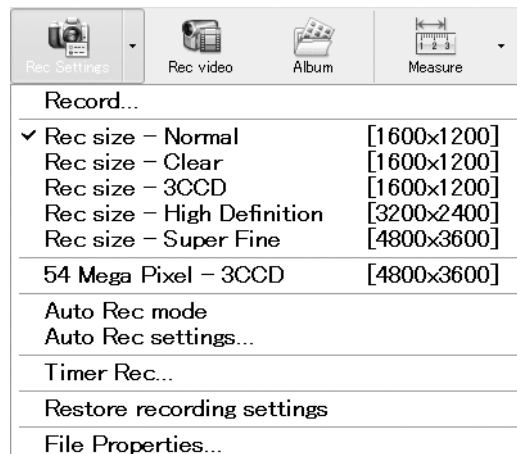 Rec Settings Rec video Album 1 2 3 Measure
Record...
✓ Rec size - Normal [1600x1200]
Rec size - Clear [1600x1200]
Rec size - 3CCD [1600x1200]
Rec size - High Definition [3200x2400]
Rec size - Super Fine [4800x3600]
54 Mega Pixel - 3CCD [4800x3600]
Auto Rec mode
Auto Rec settings...
Timer Rec...
Restore recording settings
File Properties...